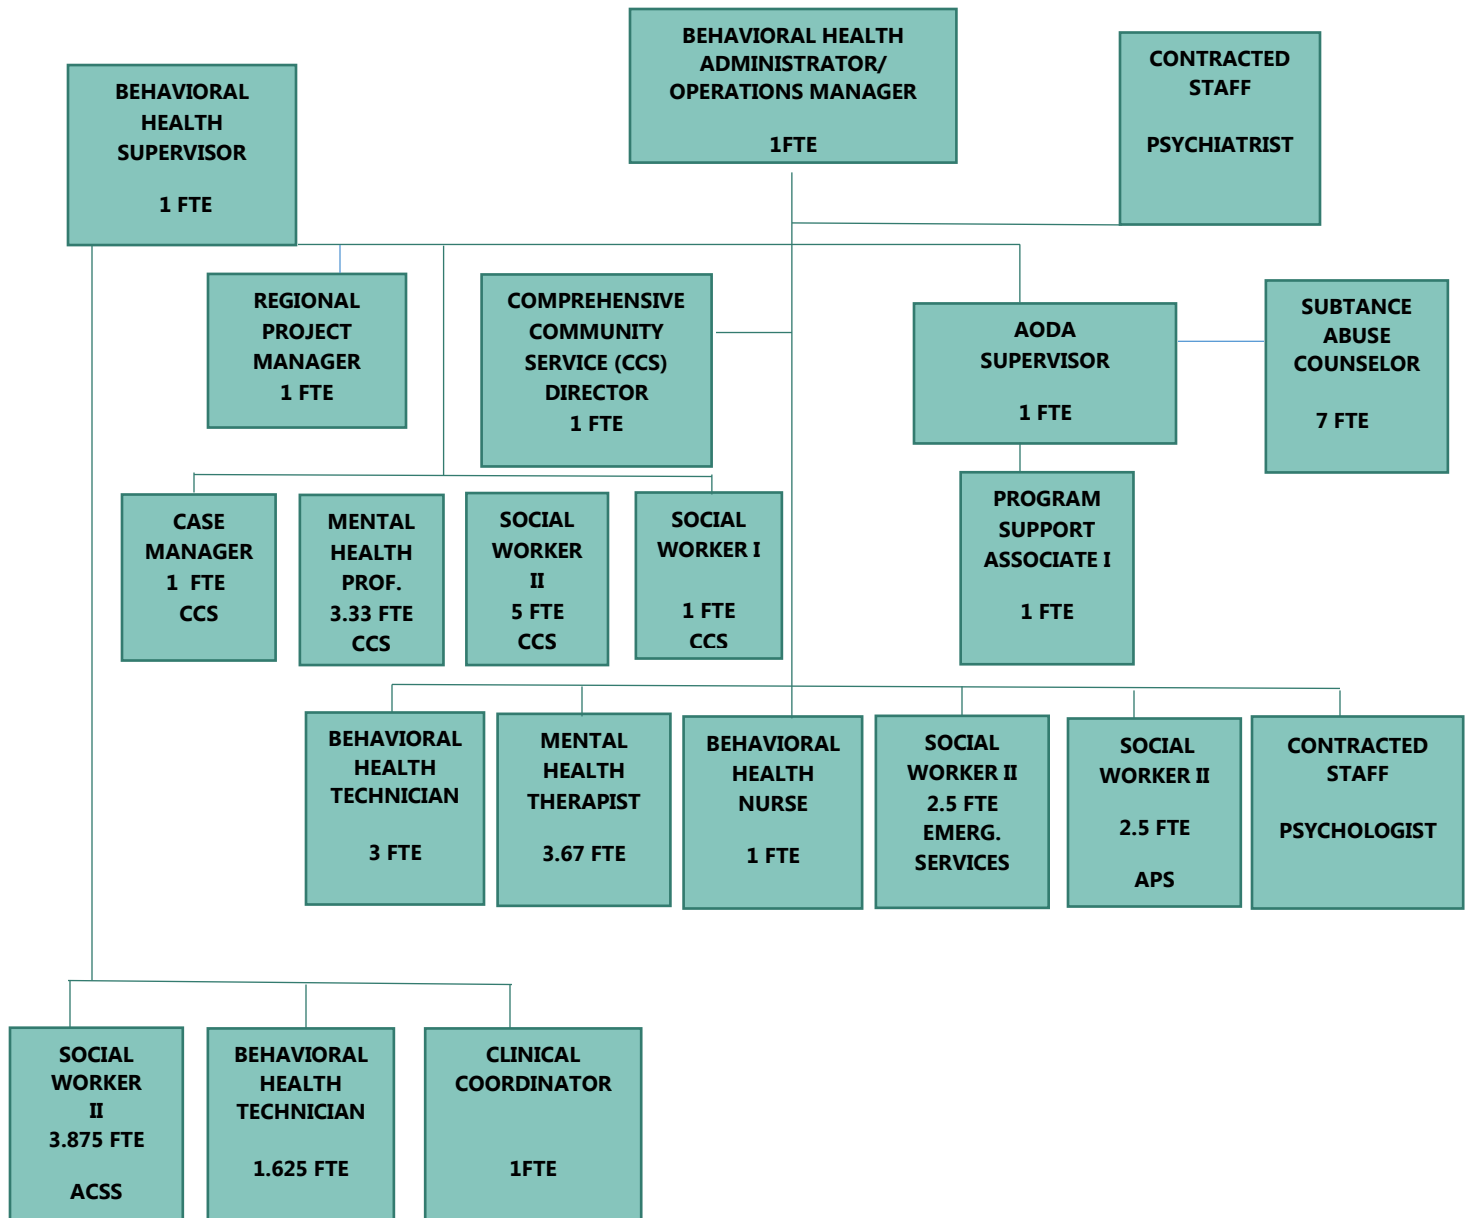 BEHAVIORAL HEALTH
ADMINISTRATOR/
OPERATIONS MANAGER
1FTE
CONTRACTED
STAFF
PSYCHIATRIST
BEHAVIORAL
HEALTH
SUPERVISOR
1 FTE
REGIONAL
PROJECT
MANAGER
1 FTE
COMPREHENSIVE
COMMUNITY
SERVICE (CCS)
DIRECTOR
1 FTE
AODA
SUPERVISOR
1 FTE
SUBTANCE
ABUSE
COUNSELOR
7 FTE
CASE
MANAGER
1 FTE
CCS
MENTAL
HEALTH
PROF.
3.33 FTE
CCS
SOCIAL
WORKER
II
5 FTE
CCS
SOCIAL
WORKER I
1 FTE
CCS
PROGRAM
SUPPORT
ASSOCIATE I
1 FTE
BEHAVIORAL
HEALTH
TECHNICIAN
3 FTE
MENTAL
HEALTH
THERAPIST
3.67 FTE
BEHAVIORAL
HEALTH
NURSE
1 FTE
SOCIAL
WORKER II
2.5 FTE
EMERG.
SERVICES
SOCIAL
WORKER II
2.5 FTE
APS
CONTRACTED
STAFF
PSYCHOLOGIST
SOCIAL
WORKER
II
3.875 FTE
ACSS
BEHAVIORAL
HEALTH
TECHNICIAN
1.625 FTE
CLINICAL
COORDINATOR
1FTE